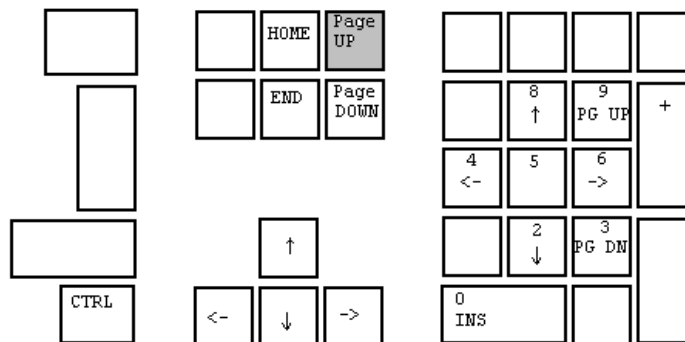 HOME
Page
UP
END
Page
DOWN
8
↑
9
PG UP
+
4
<-
5
6
->
↑
2
↓
3
PG DN
CTRL
<-
↓
->
0
INS